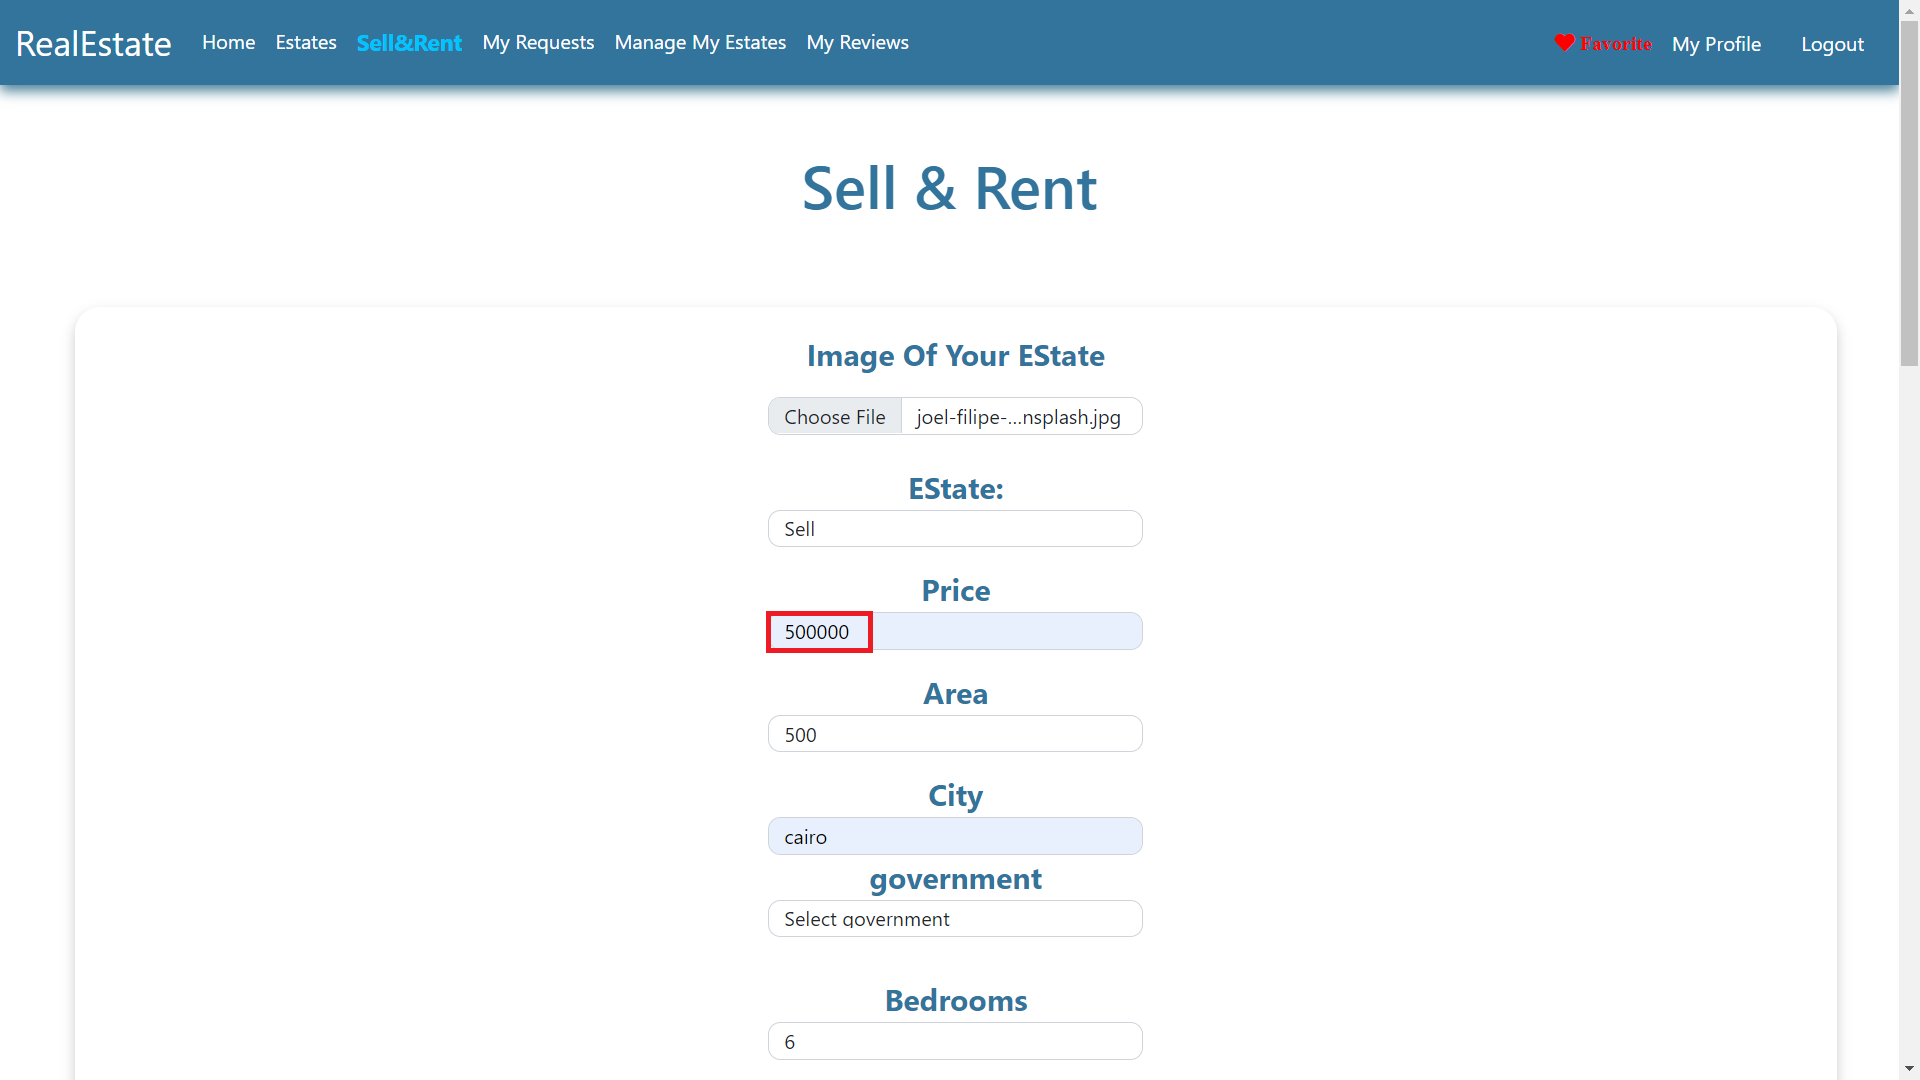 RealEstate Home Estates Sell&Rent My Requests Manage My Estates My Reviews Favorite My Profile Logout
Sell & Rent
Image Of Your EState
Choose File joel-filipe-...nsplash.jpg
EState:
Sell
Price
500000
Area
500
City
cairo
government
Select government
Bedrooms
6